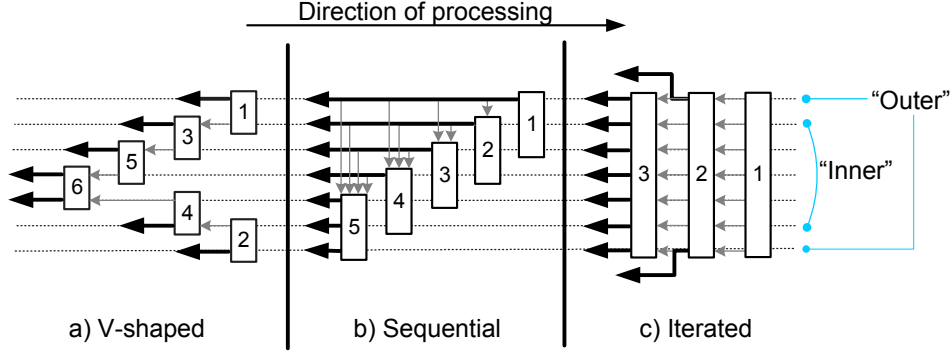 Direction of processing
1
3
5
6
4
2
1
2
3
4
5
3
2
1
“Outer”
“Inner”
a) V-shaped
b) Sequential
c) Iterated